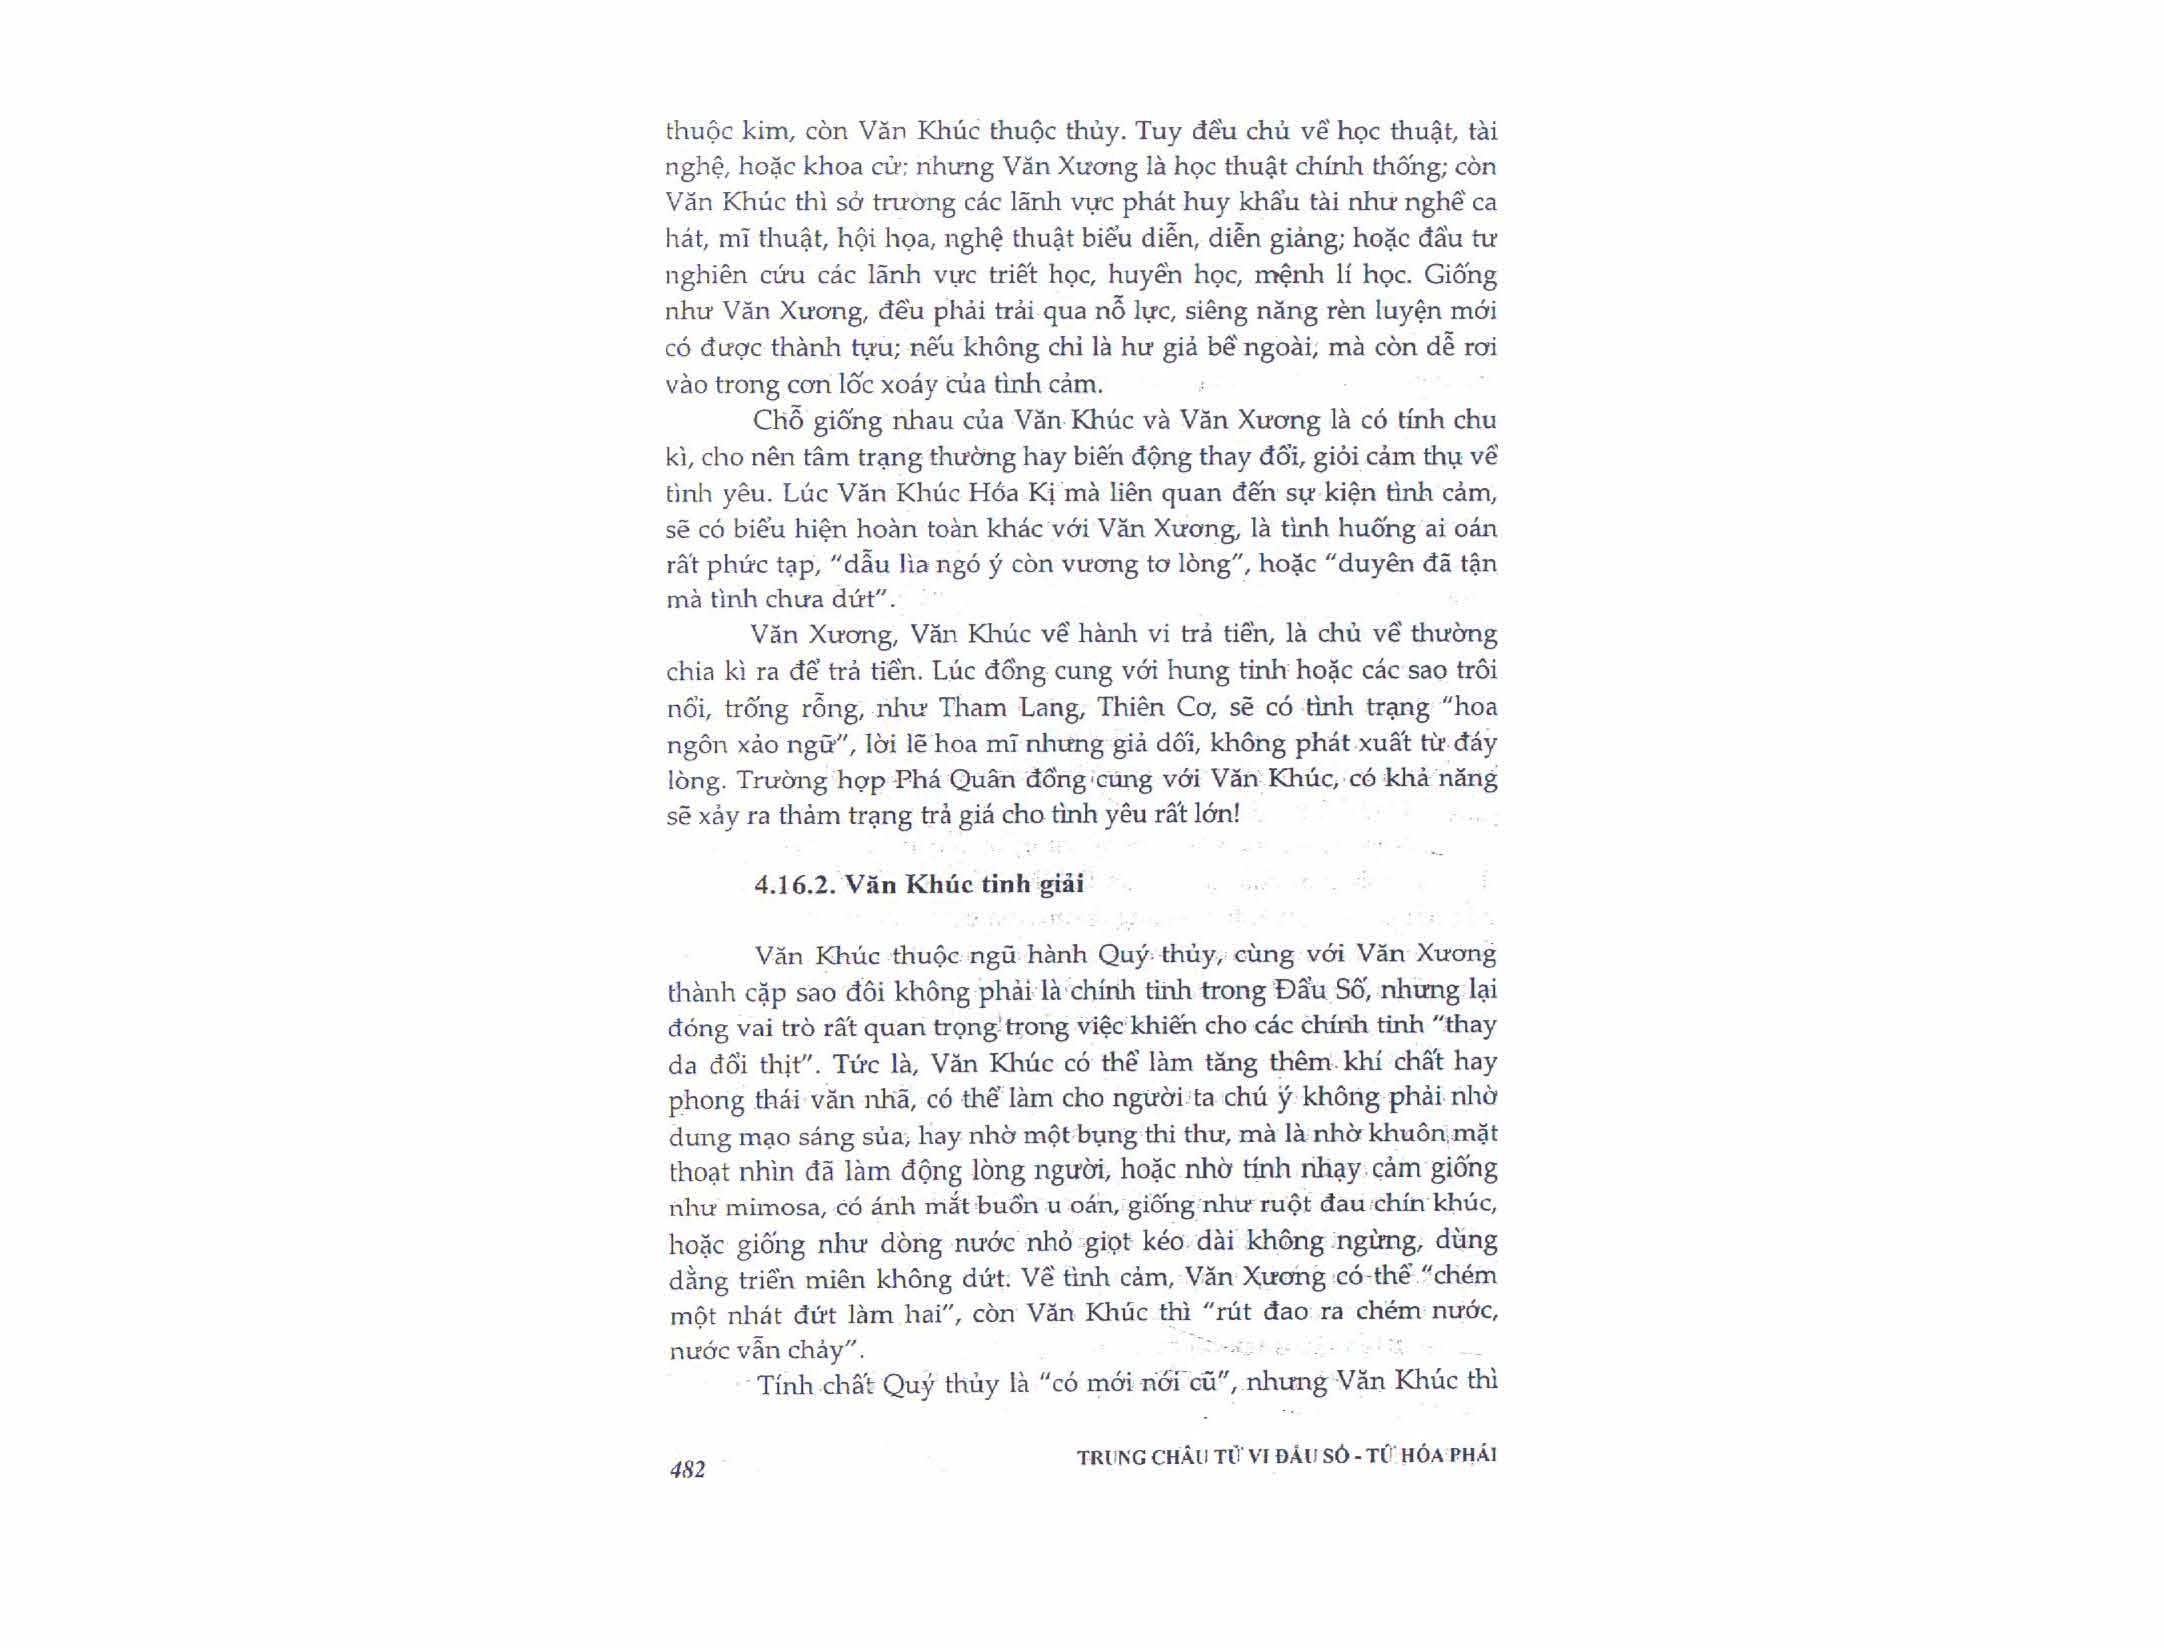 thuộc kim, còn Văn Khúc thuộc thủy. Tuy đều chủ về học thuật, tài
nghệ, hoặc khoa cử; nhưng Văn Xương là học thuật chính thống; còn
Văn Khúc thì sở trường các lãnh vực phát huy khẩu tài như nghề ca
hát, mĩ thuật, hội họa, nghệ thuật biểu diễn, diễn giảng; hoặc đầu tư
nghiên cứu các lãnh vực triết học, huyền học, mệnh lí học. Giống
như Văn Xương, đều phải trải qua nỗ lực, siêng năng rèn luyện mới
có được thành tựu; nếu không chỉ là hư giả bề ngoài, mà còn dễ rơi
vào trong cơn lốc xoáy của tình cảm.
Chỗ giống nhau của Văn Khúc và Văn Xương là có tính chu
kì, cho nên tâm trạng thường hay biến động thay đổi, giỏi cảm thụ về
tình yêu. Lúc Văn Khúc Hóa Kị mà liên quan đến sự kiện tình cảm,
sẽ có biểu hiện hoàn toàn khác với Văn Xương, là tình huống ai oán
rất phức tạp, "dẫu lìa ngó ý còn vương tơ lòng", hoặc "duyên đã tận
mà tình chưa dứt".
Văn Xương, Văn Khúc về hành vi trả tiền, là chủ về thường
chia kì ra để trả tiền. Lúc đồng cung với hung tinh hoặc các sao trôi
nổi, trống rỗng, như Tham Lang, Thiên Cơ, sẽ có tình trạng "hoa
ngôn xảo ngữ", lời lẽ hoa mĩ nhưng giả dối, không phát xuất từ đáy
lòng. Trường hợp Phá Quân đồng cung với Văn Khúc, có khả năng
sẽ xảy ra thảm trạng trả giá cho tình yêu rất lớn!
4.16.2. Văn Khúc tinh giải
Văn Khúc thuộc ngũ hành Quý thủy, cùng với Văn Xương
thành cặp sao đôi không phải là chính tinh trong Đẩu Số, nhưng lại
đóng vai trò rất quan trọng trong việc khiến cho các chính tinh "thay
da đổi thịt". Tức là, Văn Khúc có thể làm tăng thêm khí chất hay
phong thái văn nhã, có thể làm cho người ta chú ý không phải nhờ
dung mạo sáng sủa, hay nhờ một bụng thi thư, mà là nhờ khuôn mặt
thoạt nhìn đã làm động lòng người, hoặc nhờ tính nhạy cảm giống
như mimosa, có ánh mắt buồn u oán, giống như ruột đau chín khúc,
hoặc giống như dòng nước nhỏ giọt kéo dài không ngừng, dùng
dằng triền miên không dứt. Về tình cảm, Văn Xương có thể "chém
một nhát đứt làm hai", còn Văn Khúc thì "rút đao ra chém nước,
nước vẫn chảy".
Tính chất Quý thủy là "có mới nới cũ", nhưng Văn Khúc thì
482
TRUNG CHÂU TỬ VI ĐẨU SỐ - TỨ HÓA PHÁI